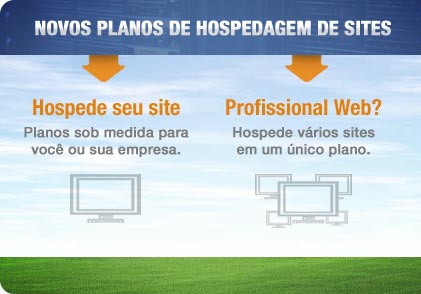 NOVOS PLANOS DE HOSPEDAGEM DE SITES
Hospede seu site
Planos sob medida para
você ou sua empresa.
Profissional Web?
Hospede vários sites
em um único plano.